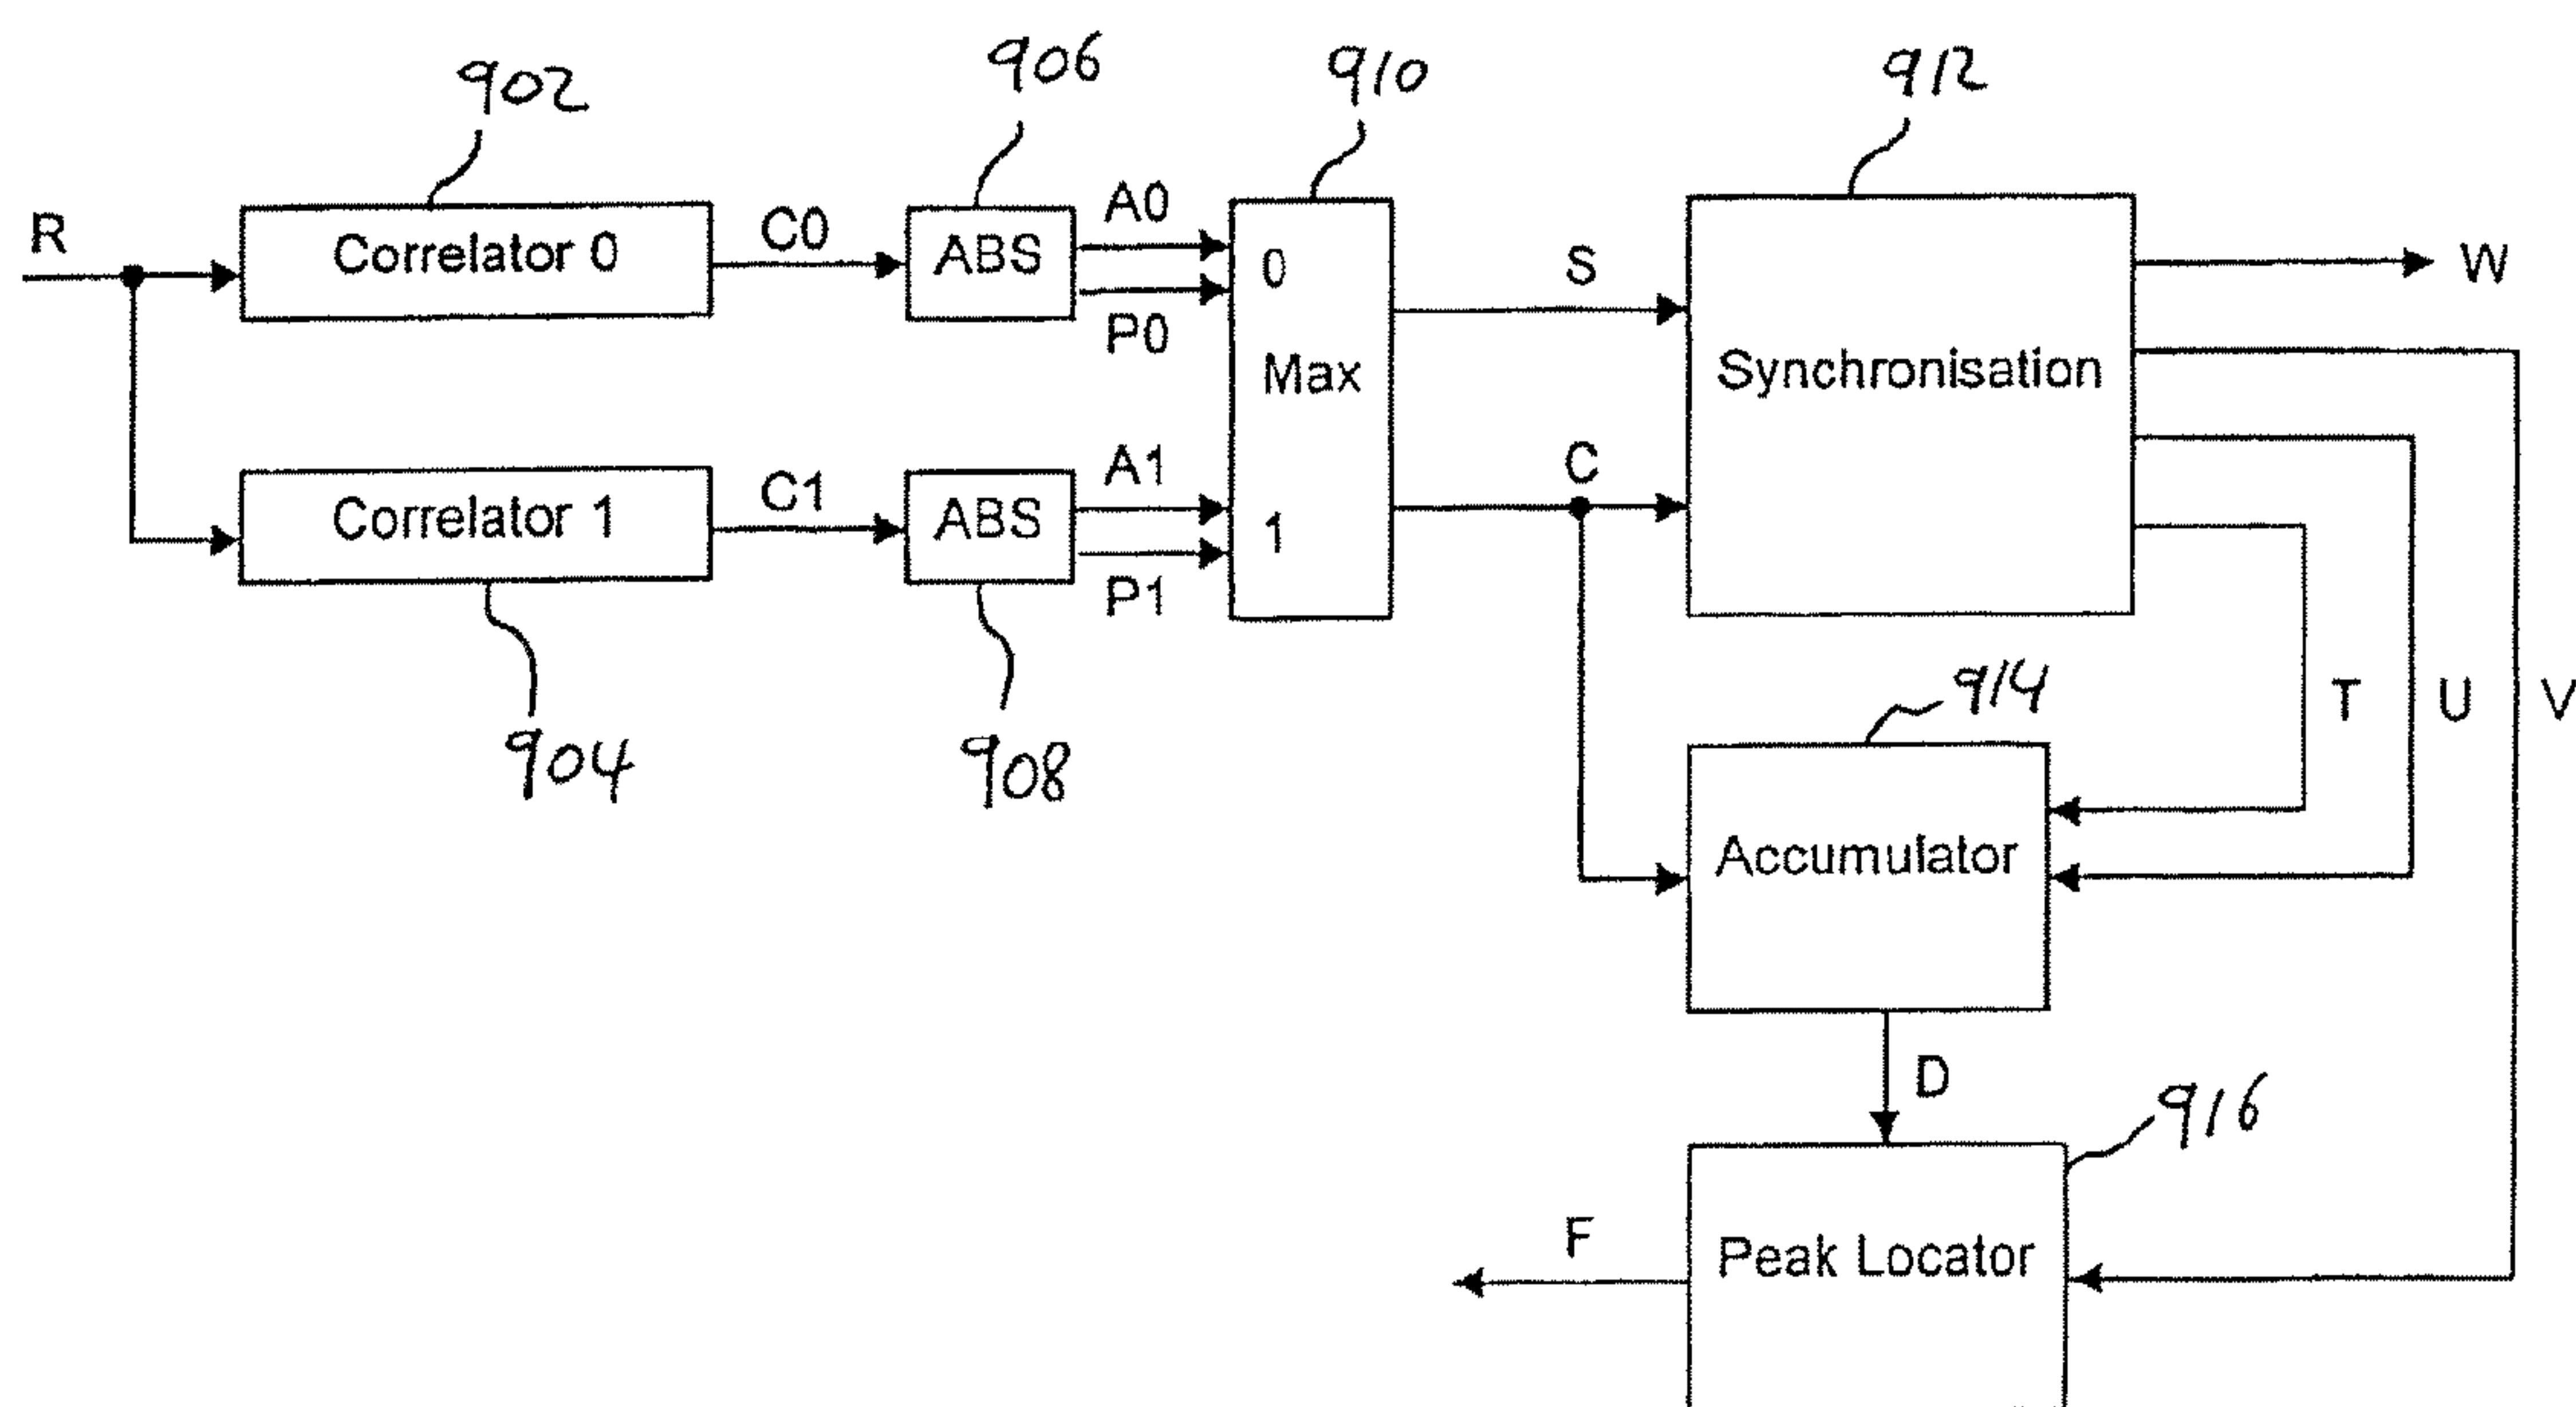 902
906
910
912
R
Correlator 0
C0
ABS
A0
P0
0
Max
1
S
C
Synchronisation
W
Correlator 1
C1
ABS
A1
P1
904
908
914
T
U
V
Accumulator
D
916
F
Peak Locator